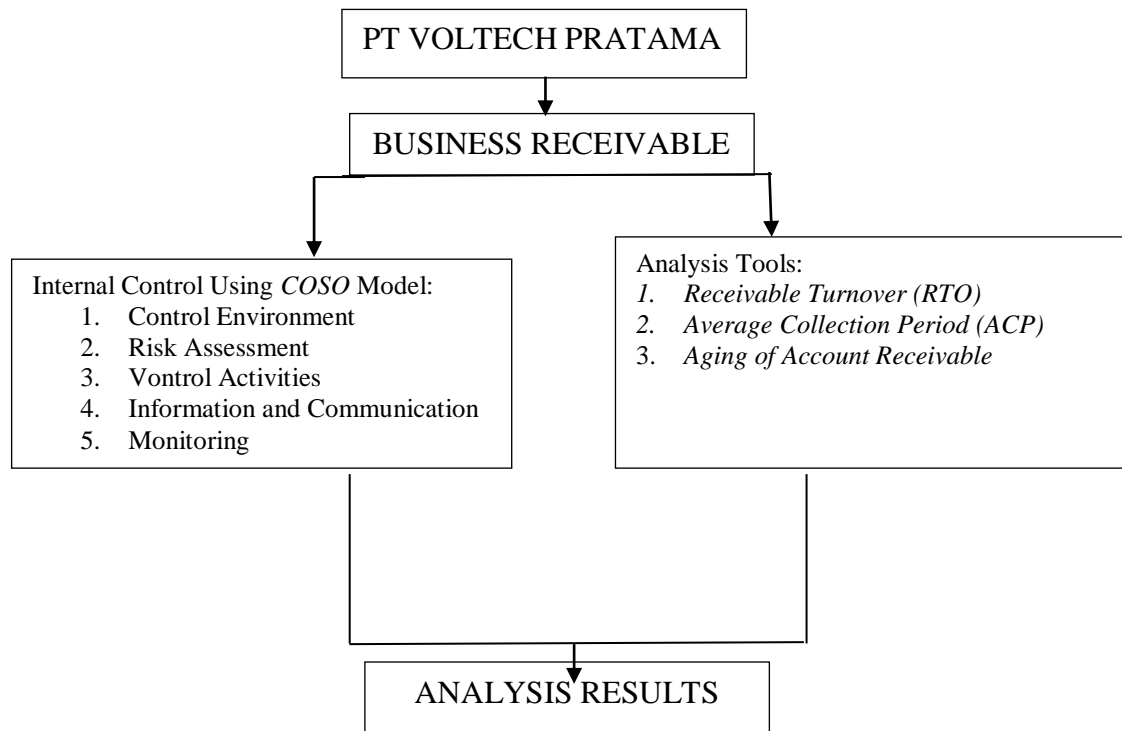 PT VOLTECH PRATAMA
BUSINESS RECEIVABLE
Internal Control Using COSO Model:
1. Control Environment
2. Risk Assessment
3. Vontrol Activities
4. Information and Communication
5. Monitoring
Analysis Tools:
1. Receivable Turnover (RTO)
2. Average Collection Period (ACP)
3. Aging of Account Receivable
ANALYSIS RESULTS